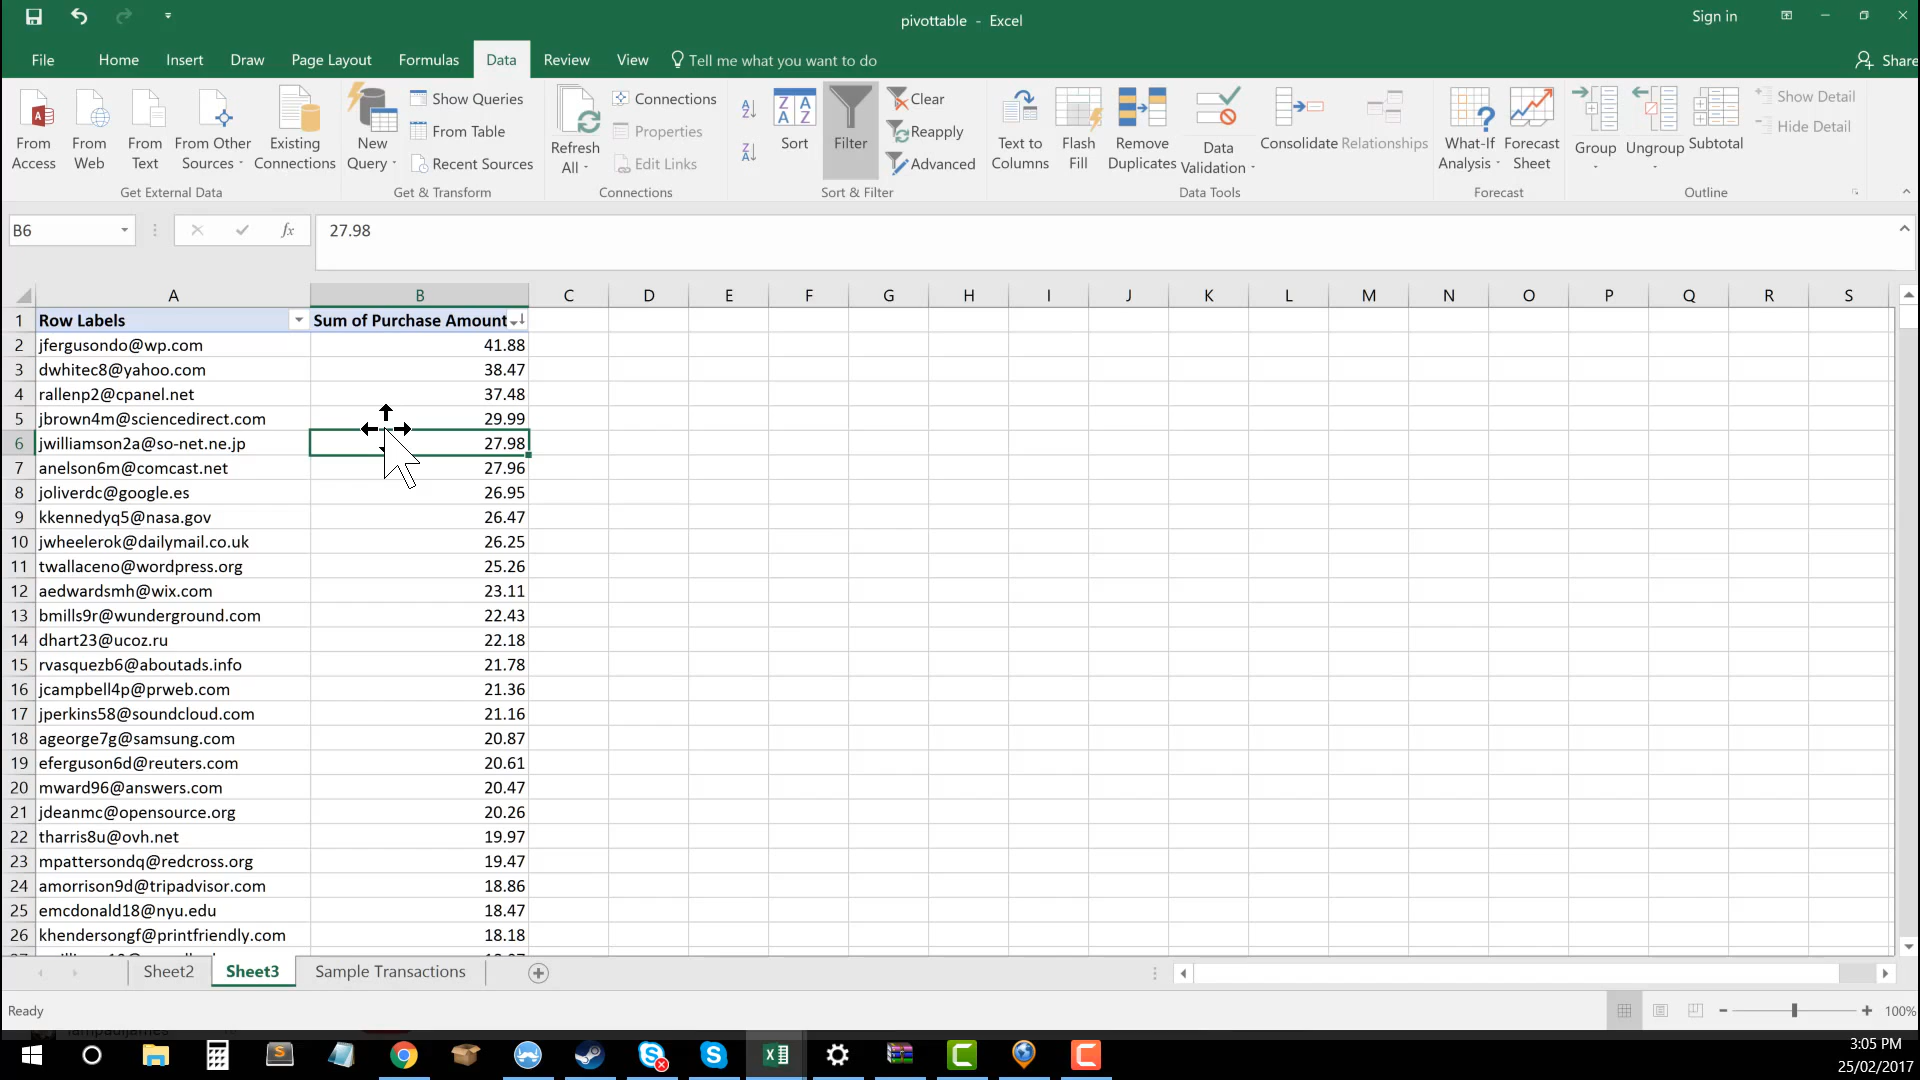 pivottable - Excel
Sign in
File Home Insert Draw Page Layout Formulas Data Review View Tell me what you want to do Share
From Access
From Web
From Text
From Other Sources
Existing Connections
Get External Data
New Query
Show Queries
From Table
Recent Sources
Get & Transform
Refresh All
Connections
Properties
Edit Links
Connections
Sort
Filter
Clear
Reapply
Advanced
Sort & Filter
Text to Columns
Flash Fill
Remove Duplicates
Data Validation
Consolidate
Relationships
Data Tools
What-If Analysis
Forecast Sheet
Forecast
Group
Ungroup
Subtotal
Show Detail
Hide Detail
Outline
B6 fx 27.98
A B C D E F G H I J K L M N O P Q R S
1 Row Labels Sum of Purchase Amount
2 jfergusondo@wp.com 41.88
3 dwhitec8@yahoo.com 38.47
4 rallenp2@cpanel.net 37.48
5 jbrown4m@sciencedirect.com 29.99
6 jwilliamson2a@so-net.ne.jp 27.98
7 anelson6m@comcast.net 27.96
8 joliverdc@google.es 26.95
9 kkennedyq5@nasa.gov 26.47
10 jwheelerok@dailymail.co.uk 26.25
11 twallaceno@wordpress.org 25.26
12 aedwardsmh@wix.com 23.11
13 bmills9r@wunderground.com 22.43
14 dhart23@ucoz.ru 22.18
15 rvasquezb6@aboutads.info 21.78
16 jcampbell4p@prweb.com 21.36
17 jperkins58@soundcloud.com 21.16
18 ageorge7g@samsung.com 20.87
19 eferguson6d@reuters.com 20.61
20 mward96@answers.com 20.47
21 jdeanmc@opensource.org 20.26
22 tharris8u@ovh.net 19.97
23 mpattersondq@redcross.org 19.47
24 amorrison9d@tripadvisor.com 18.86
25 emcdonald18@nyu.edu 18.47
26 khendersongf@printfriendly.com 18.18
Sheet2 Sheet3 Sample Transactions
Ready
100%
3:05 PM
25/02/2017